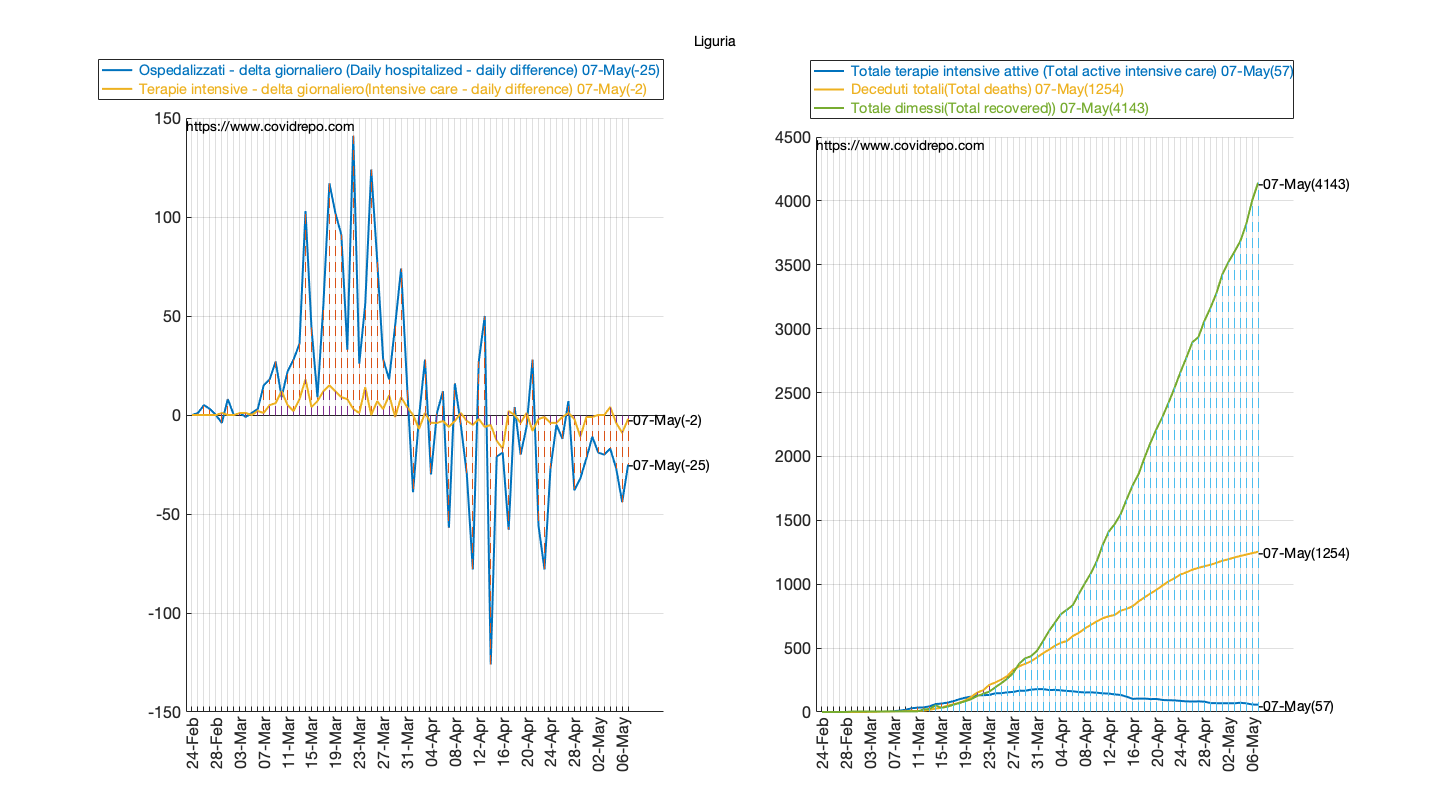 Liguria
Ospedalizzati - delta giornaliero (Daily hospitalized - daily difference) 07-May(-25)
Terapie intensive - delta giornaliero(Intensive care - daily difference) 07-May(-2)
150
https://www.covidrepo.com
100
50
0
-50
-100
-150
07-May(-2)
07-May(-25)
24-Feb
28-Feb
03-Mar
07-Mar
11-Mar
15-Mar
19-Mar
23-Mar
27-Mar
31-Mar
04-Apr
08-Apr
12-Apr
16-Apr
20-Apr
24-Apr
28-Apr
02-May
06-May
Totale terapie intensive attive (Total active intensive care) 07-May(57)
Deceduti totali(Total deaths) 07-May(1254)
Totale dimessi(Total recovered)) 07-May(4143)
4500
https://www.covidrepo.com
4000
3500
3000
2500
2000
1500
1000
500
0
07-May(4143)
07-May(1254)
07-May(57)
24-Feb
28-Feb
03-Mar
07-Mar
11-Mar
15-Mar
19-Mar
23-Mar
27-Mar
31-Mar
04-Apr
08-Apr
12-Apr
16-Apr
20-Apr
24-Apr
28-Apr
02-May
06-May